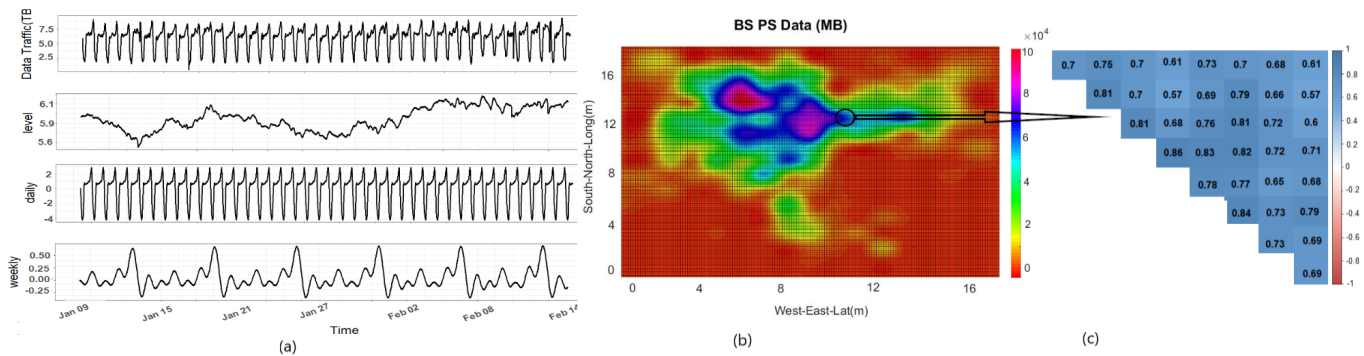 Data Traffic(TB
7.5
5.0
2.5
level
6.1
5.9
5.6
daily
2
0
-2
-4
weekly
0.50
0.25
0.00
-0.25
Jan 09
Jan 15
Jan 21
Jan 27
Feb 02
Feb 08
Feb 14
Time
(a)
BS PS Data (MB)
South-North-Long(m)
16
12
8
4
0
0
4
8
12
16
West-East-Lat(m)
×10⁴
10
8
6
4
2
0
(b)
0.7 0.75 0.7 0.61 0.73 0.7 0.68 0.61
0.81 0.7 0.57 0.69 0.79 0.66 0.57
0.81 0.68 0.76 0.81 0.72 0.6
0.86 0.83 0.82 0.72 0.71
0.78 0.77 0.65 0.68
0.84 0.73 0.79
0.73 0.69
0.69
1
0.8
0.6
0.4
0.2
0
-0.2
-0.4
-0.6
-0.8
-1
(c)